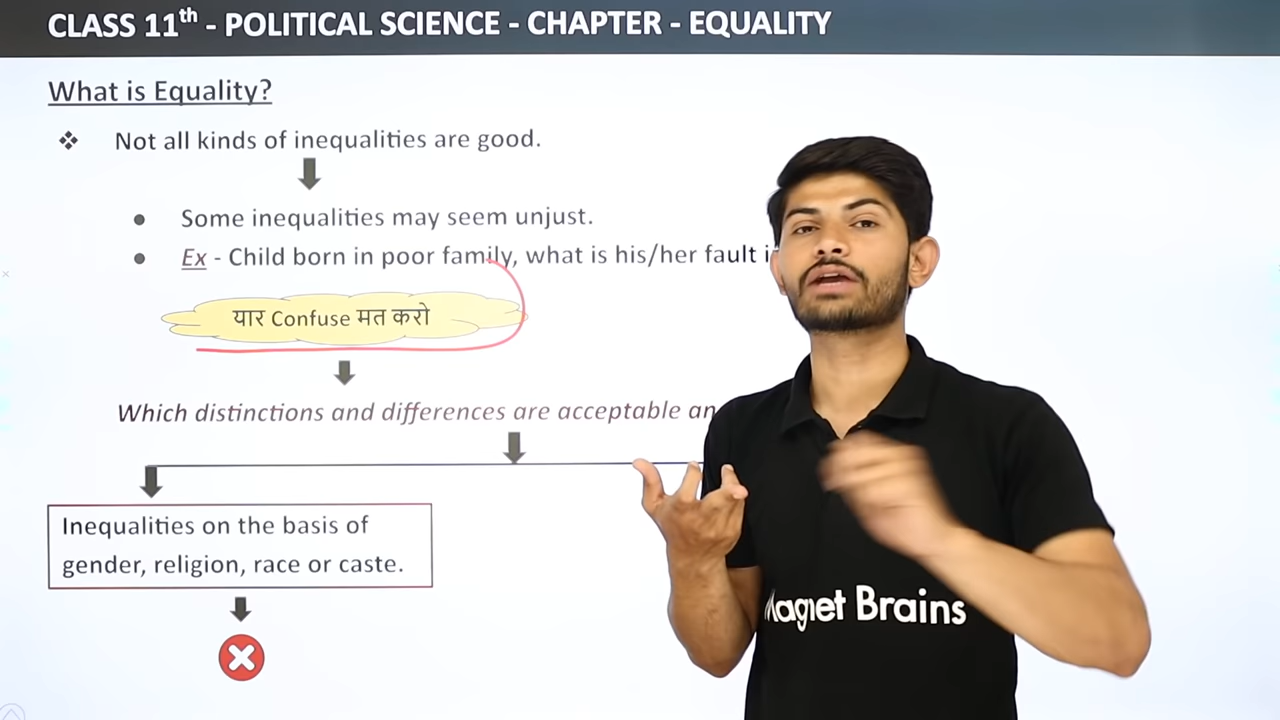 CLASS 11th - POLITICAL SCIENCE - CHAPTER - EQUALITY
What is Equality?
❖ Not all kinds of inequalities are good.
● Some inequalities may seem unjust.
● Ex - Child born in poor family, what is his/her fault
यार Confuse मत करो
Which distinctions and differences are acceptable
Inequalities on the basis of
gender, religion, race or caste.
Magnet Brains